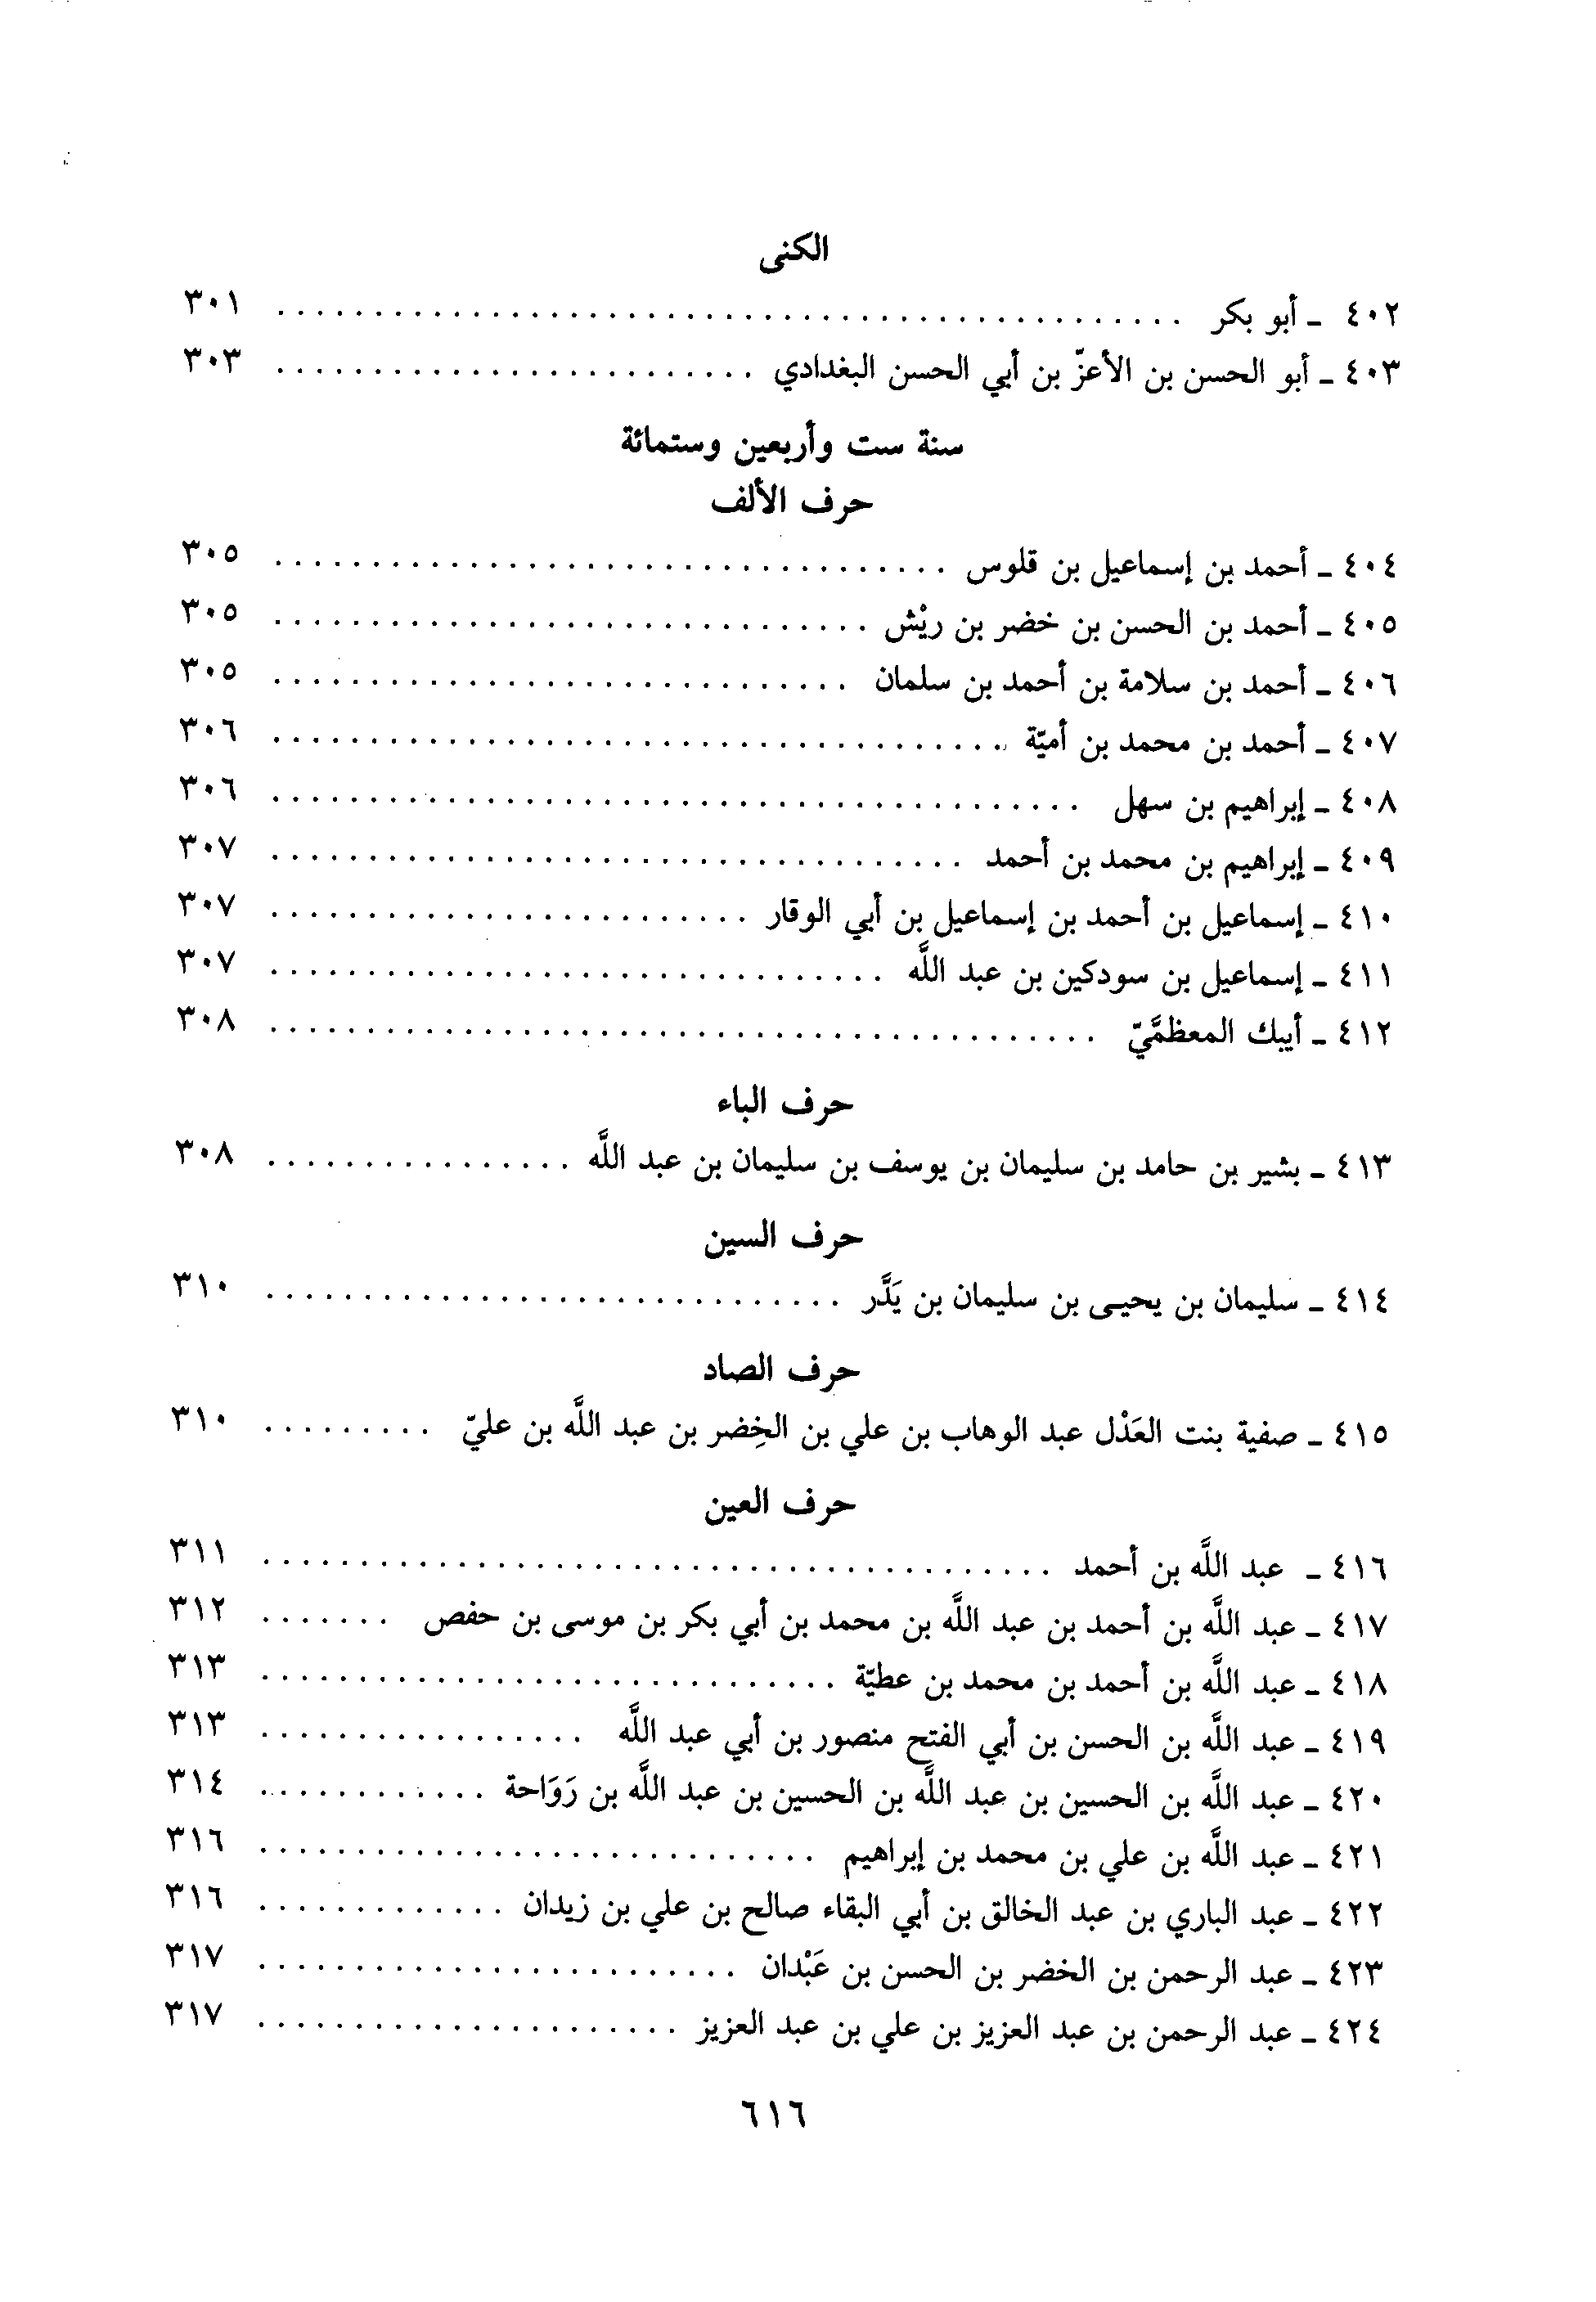 الكنى
٤٠٢ ـ أبو بكر . . . . . . . . . . . . . . . . . . . . ٣٠١
٤٠٣ ـ أبو الحسن بن الأعزّ بن أبي الحسن البغدادي . . . . . . . . . . . . . . . . . . . . ٣٠٣
سنة ست وأربعين وستمائة
حرف الألف
٤٠٤ ـ أحمد بن إسماعيل بن قلوس . . . . . . . . . . . . . . . . . . . . ٣٠٥
٤٠٥ ـ أحمد بن الحسن بن خضر بن ريْش . . . . . . . . . . . . . . . . . . . . ٣٠٥
٤٠٦ ـ أحمد بن سلامة بن أحمد بن سلمان . . . . . . . . . . . . . . . . . . . . ٣٠٥
٤٠٧ ـ أحمد بن محمد بن أميّة . . . . . . . . . . . . . . . . . . . . ٣٠٦
٤٠٨ ـ إبراهيم بن سهل . . . . . . . . . . . . . . . . . . . . ٣٠٦
٤٠٩ ـ إبراهيم بن محمد بن أحمد . . . . . . . . . . . . . . . . . . . . ٣٠٧
٤١٠ ـ إسماعيل بن أحمد بن إسماعيل بن أبي الوقار . . . . . . . . . . . . . . . . . . . . ٣٠٧
٤١١ ـ إسماعيل بن سودكين بن عبد اللَّه . . . . . . . . . . . . . . . . . . . . ٣٠٧
٤١٢ ـ أيبك المعظمَّيّ . . . . . . . . . . . . . . . . . . . . ٣٠٨
حرف الباء
٤١٣ ـ بشير بن حامد بن سليمان بن يوسف بن سليمان بن عبد اللَّه . . . . . . . . . . . . . . . . ٣٠٨
حرف السين
٤١٤ ـ سليمان بن يحيى بن سليمان بن يَدَّر . . . . . . . . . . . . . . . . . . . . ٣١٠
حرف الصاد
٤١٥ ـ صفية بنت العَدْل عبد الوهاب بن علي بن الخِضر بن عبد اللَّه بن عليّ . . . . . . . . . ٣١٠
حرف العين
٤١٦ ـ عبد اللَّه بن أحمد . . . . . . . . . . . . . . . . . . . . ٣١١
٤١٧ ـ عبد اللَّه بن أحمد بن عبد اللَّه بن محمد بن أبي بكر بن موسى بن حفص . . . . . . . ٣١٢
٤١٨ ـ عبد اللَّه بن أحمد بن محمد بن عطيّة . . . . . . . . . . . . . . . . . . . . ٣١٣
٤١٩ ـ عبد اللَّه بن الحسن بن أبي الفتح منصور بن أبي عبد اللَّه . . . . . . . . . . . . . . . . . ٣١٣
٤٢٠ ـ عبد اللَّه بن الحسين بن عبد اللَّه بن الحسين بن عبد اللَّه بن رَوَاحة . . . . . . . . . . . . ٣١٤
٤٢١ ـ عبد اللَّه بن علي بن محمد بن إبراهيم . . . . . . . . . . . . . . . . . . . . ٣١٦
٤٢٢ ـ عبد الباري بن عبد الخالق بن أبي البقاء صالح بن علي بن زيدان . . . . . . . . . . . . . ٣١٦
٤٢٣ ـ عبد الرحمن بن الخضر بن الحسن بن عَبْدان . . . . . . . . . . . . . . . . . . . . ٣١٧
٤٢٤ ـ عبد الرحمن بن عبد العزيز بن علي بن عبد العزيز . . . . . . . . . . . . . . . . . . . . ٣١٧
٦١٦